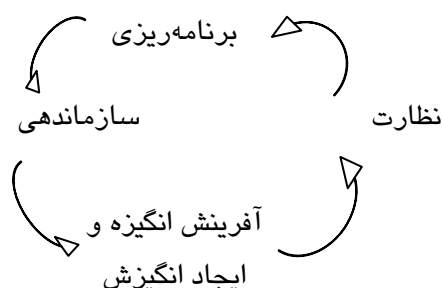 برنامه‌ریزی
نظارت
سازماندهی
آفرینش انگیزه و
ایجاد انگیزش